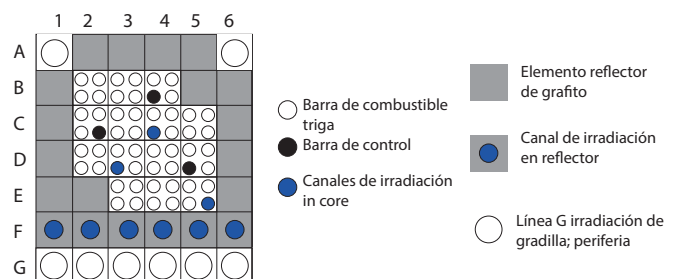 1 2 3 4 5 6
A
B
C
D
E
F
G
Barra de combustible
triga
Barra de control
Canales de irradiación
in core
Elemento reflector
de grafito
Canal de irradiación
en reflector
Línea G irradiación de
gradilla; periferia